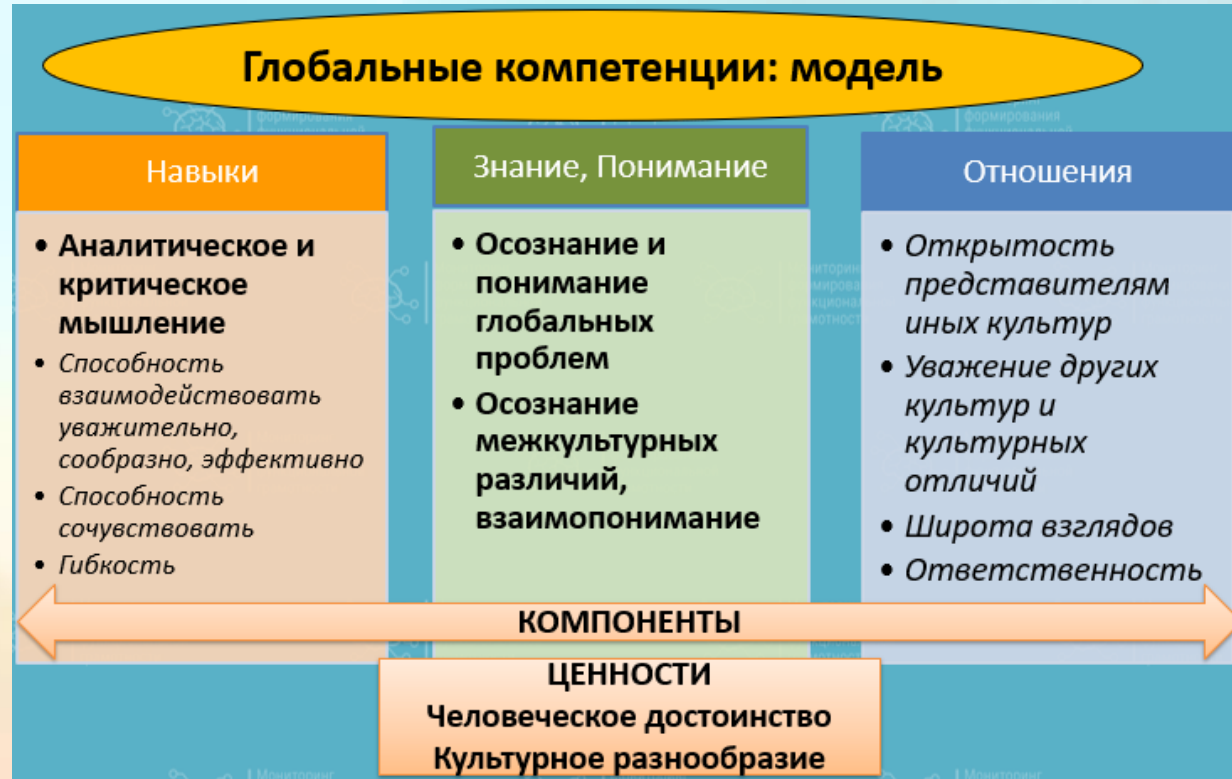 Глобальные компетенции: модель
Навыки
• Аналитическое и
критическое
мышление
• Способность
взаимодействовать
уважительно,
сообразно, эффективно
• Способность
сочувствовать
• Гибкость
Знание, Понимание
• Осознание и
понимание
глобальных
проблем
• Осознание
межкультурных
различий,
взаимопонимание
Отношения
• Открытость
представителям
иных культур
• Уважение других
культур и
культурных
отличий
• Широта взглядов
• Ответственность
КОМПОНЕНТЫ
ЦЕННОСТИ
Человеческое достоинство
Культурное разнообразие